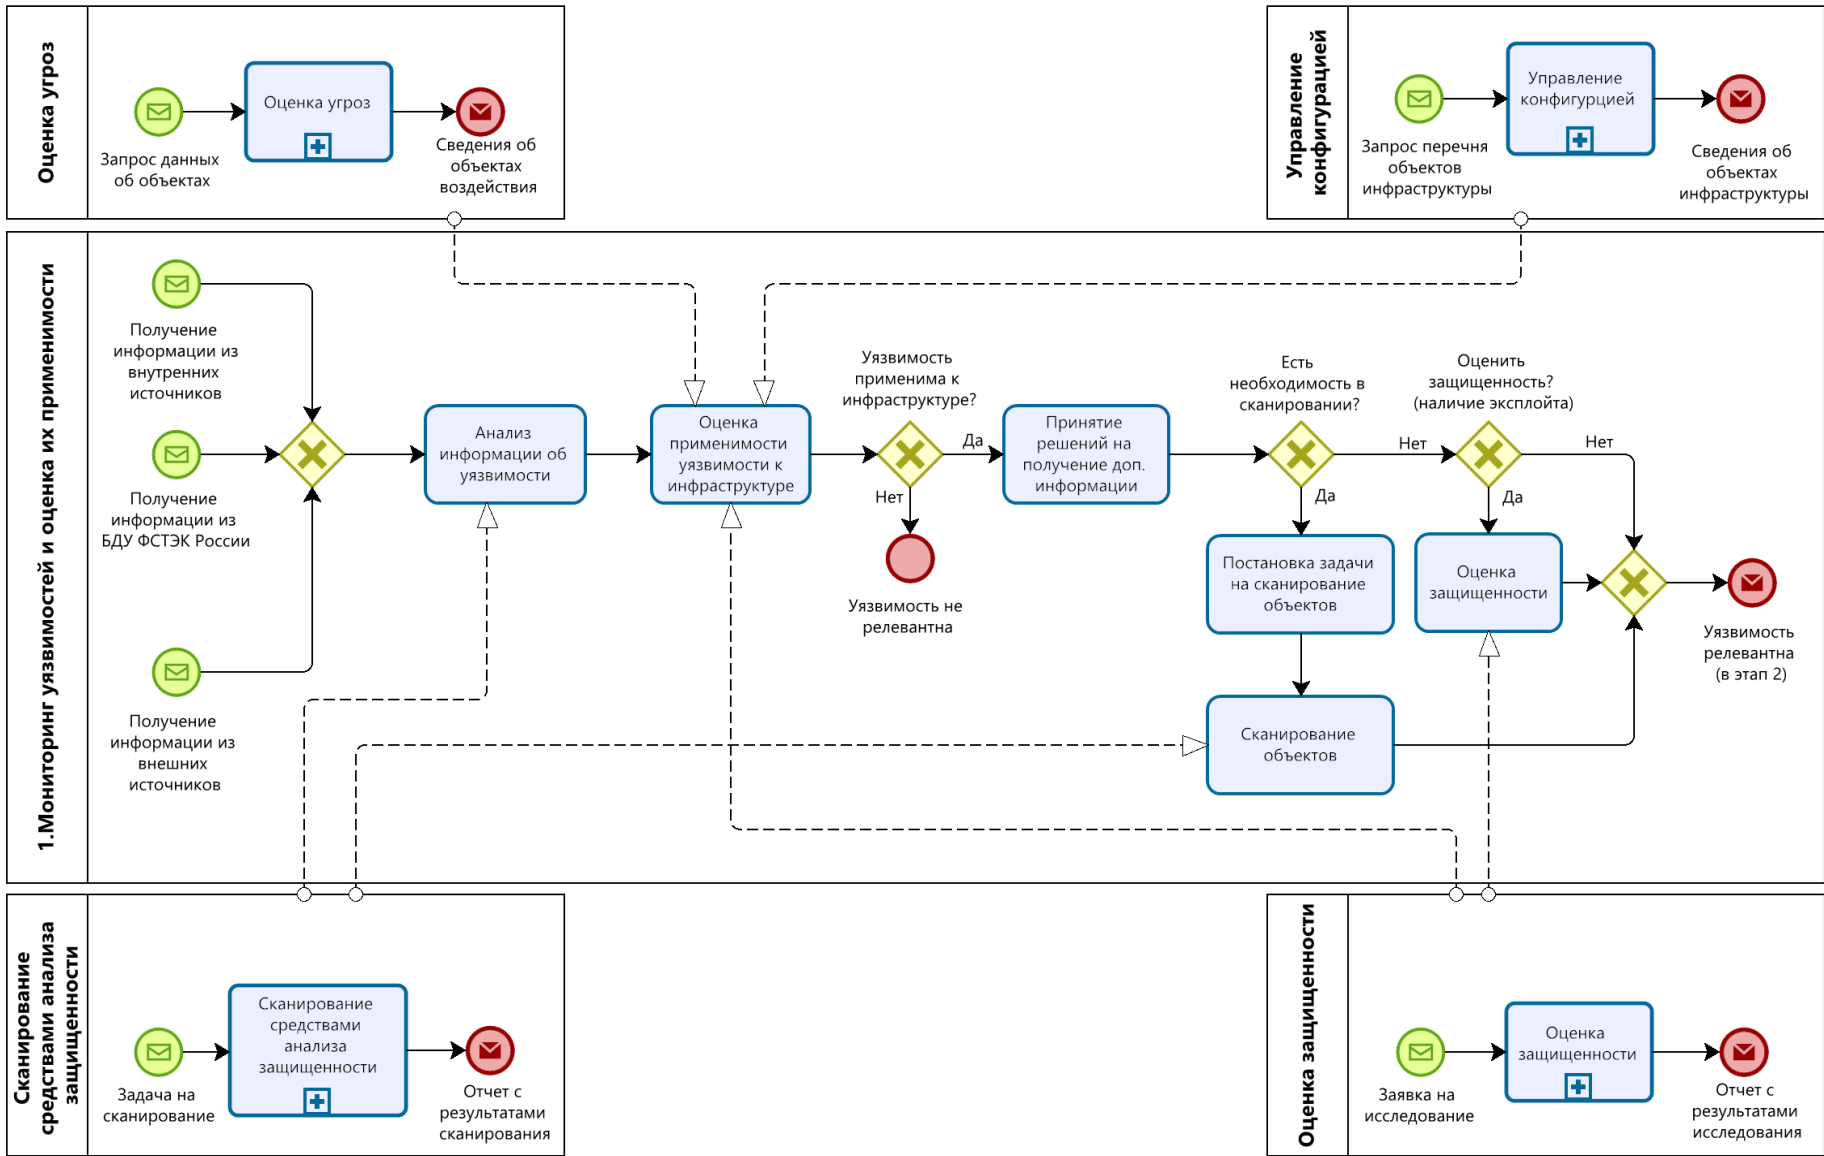 Оценка угроз
Запрос данных
об объектах
Оценка угроз
Сведения об
объектах
воздействия
Управление
конфигурацией
Запрос перечня
объектов
инфраструктуры
Управление
конфигурцией
Сведения об
объектах
инфраструктуры
1.Мониторинг уязвимостей и оценка их применимости
Получение
информации из
внутренних
источников
Получение
информации из
БДУ ФСТЭК России
Получение
информации из
внешних
источников
Анализ
информации об
уязвимости
Оценка
применимости
уязвимости к
инфраструктуре
Уязвимость
применима к
инфраструктуре?
Да
Нет
Уязвимость не
релевантна
Принятие
решений на
получение доп.
информации
Есть
необходимость в
сканировании?
Нет
Да
Постановка задачи
на сканирование
объектов
Сканирование
объектов
Оценить
защищенность?
(наличие эксплойта)
Нет
Да
Оценка
защищенности
Уязвимость
релевантна
(в этап 2)
Сканирование
средствами анализа
защищенности
Задача на
сканирование
Сканирование
средствами
анализа
защищенности
Отчет с
результатами
сканирования
Оценка защищенности
Заявка на
исследование
Оценка
защищенности
Отчет с
результатами
исследования